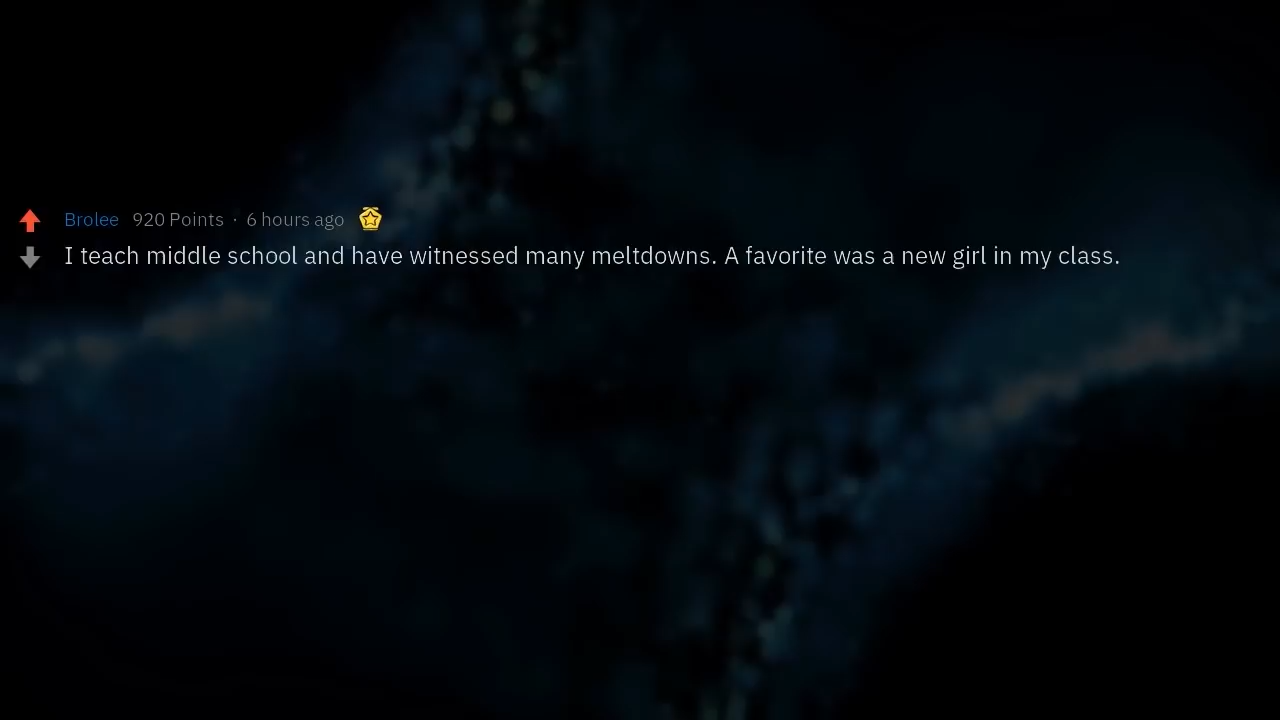 Brolee 920 Points · 6 hours ago
I teach middle school and have witnessed many meltdowns. A favorite was a new girl in my class.